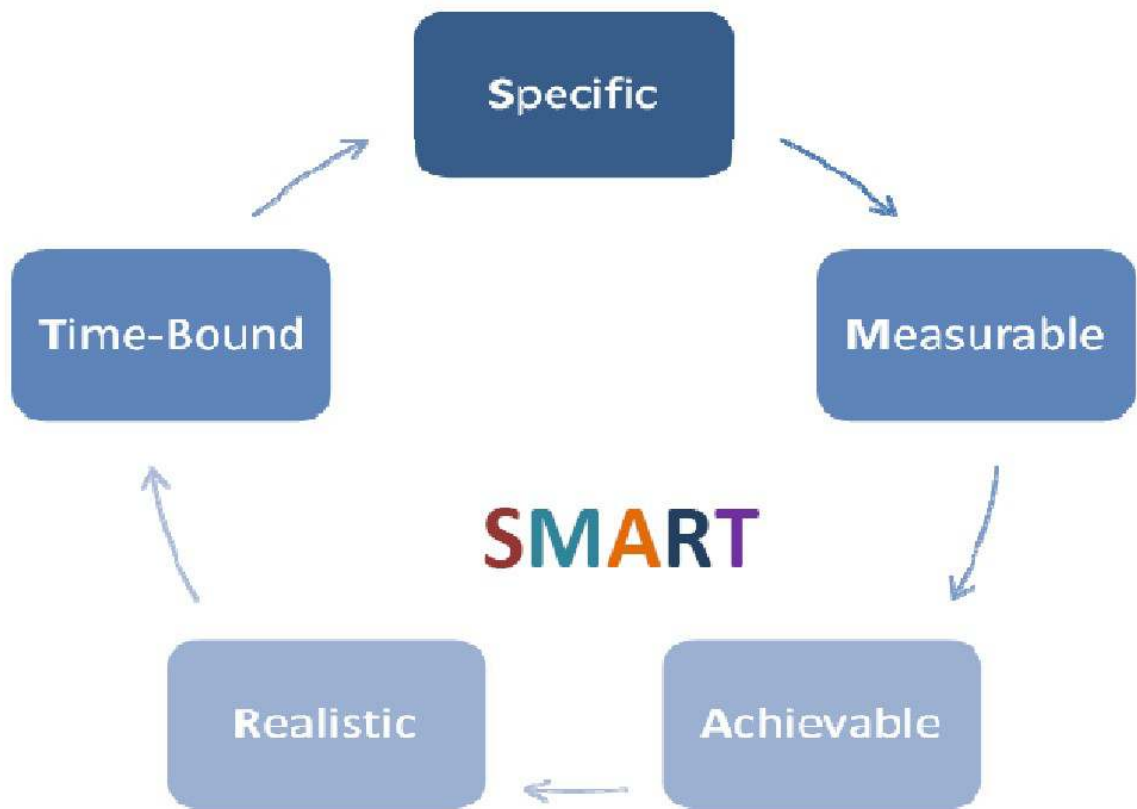 Specific
Measurable
Achievable
Realistic
Time-Bound
SMART